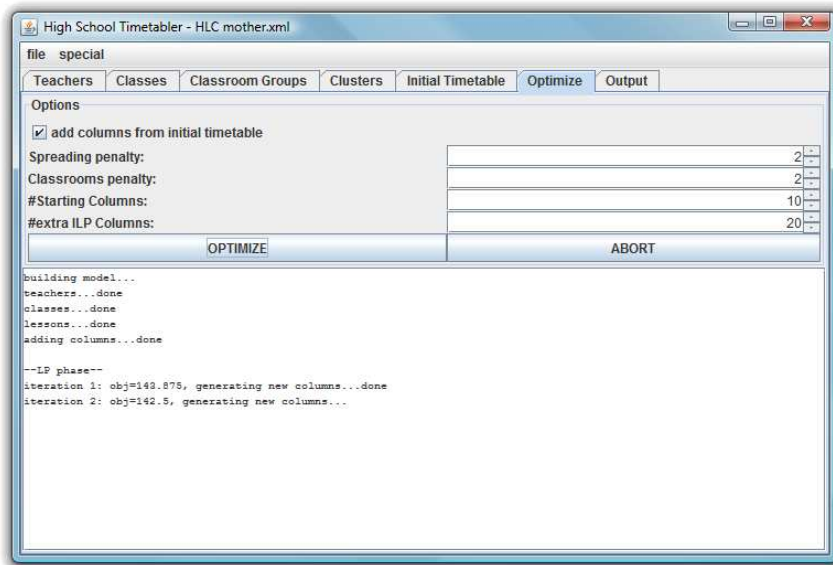 High School Timetabler - HLC mother.xml
file special
Teachers Classes Classroom Groups Clusters Initial Timetable Optimize Output
Options
add columns from initial timetable
Spreading penalty: 2
Classrooms penalty: 2
#Starting Columns: 10
#extra ILP Columns: 20
OPTIMIZE ABORT
building model...
teachers...done
classes...done
lessons...done
adding columns...done
--LP phase--
iteration 1: obj=143.875, generating new columns...done
iteration 2: obj=142.5, generating new columns...